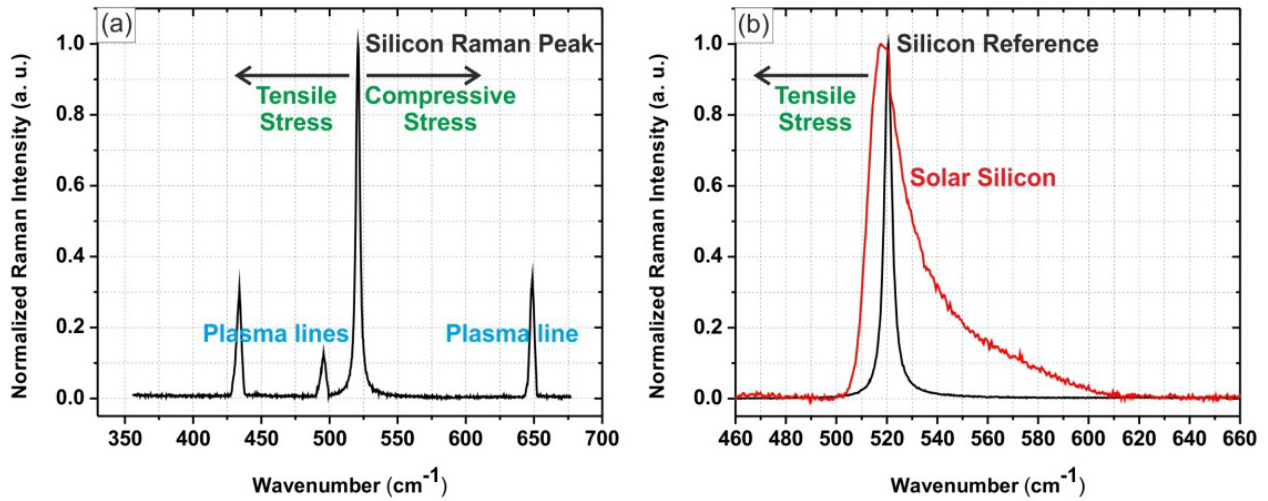 (a)
Silicon Raman Peak
Tensile
Stress
Compressive
Stress
Plasma lines
Plasma line
Normalized Raman Intensity (a. u.)
1.0
0.8
0.6
0.4
0.2
0.0
350 400 450 500 550 600 650 700
Wavenumber (cm-1)
(b)
Silicon Reference
Tensile
Stress
Solar Silicon
Normalized Raman Intensity (a. u.)
1.0
0.8
0.6
0.4
0.2
0.0
460 480 500 520 540 560 580 600 620 640 660
Wavenumber (cm-1)